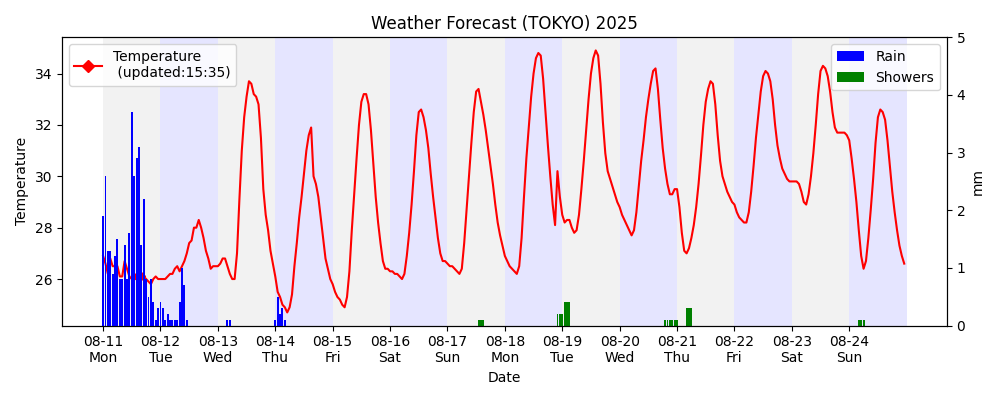 Weather Forecast (TOKYO) 2025
Temperature
(updated:15:35)
Rain
Showers
Temperature
34
32
30
28
26
5
4
3
2
1
0
mm
08-11 08-12 08-13 08-14 08-15 08-16 08-17 08-18 08-19 08-20 08-21 08-22 08-23 08-24
Mon Tue Wed Thu Fri Sat Sun Mon Tue Wed Thu Fri Sat Sun
Date